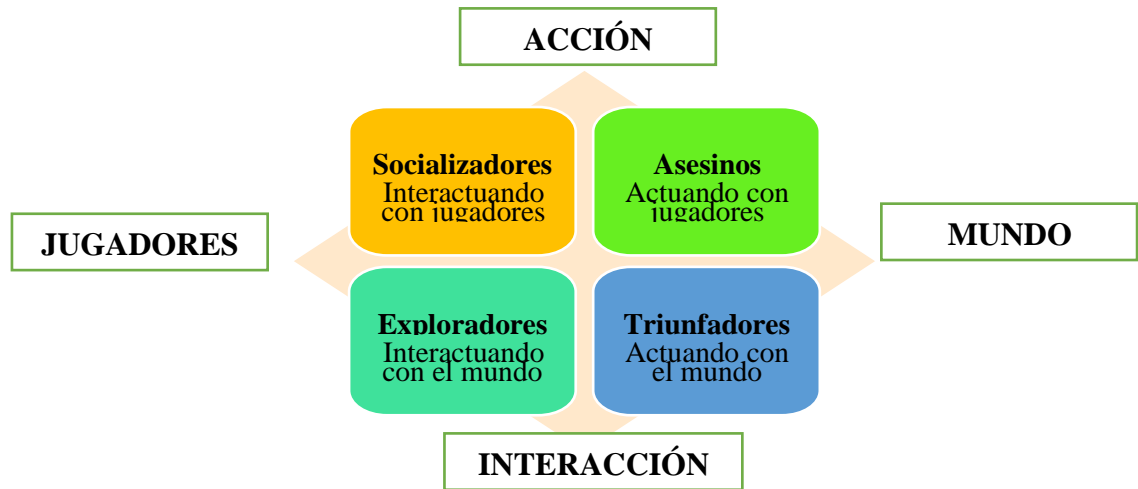 ACCIÓN
Socializadores
Interactuando
con jugadores
Asesinos
Actuando con
jugadores
JUGADORES
MUNDO
Exploradores
Interactuando
con el mundo
Triunfadores
Actuando con
el mundo
INTERACCIÓN